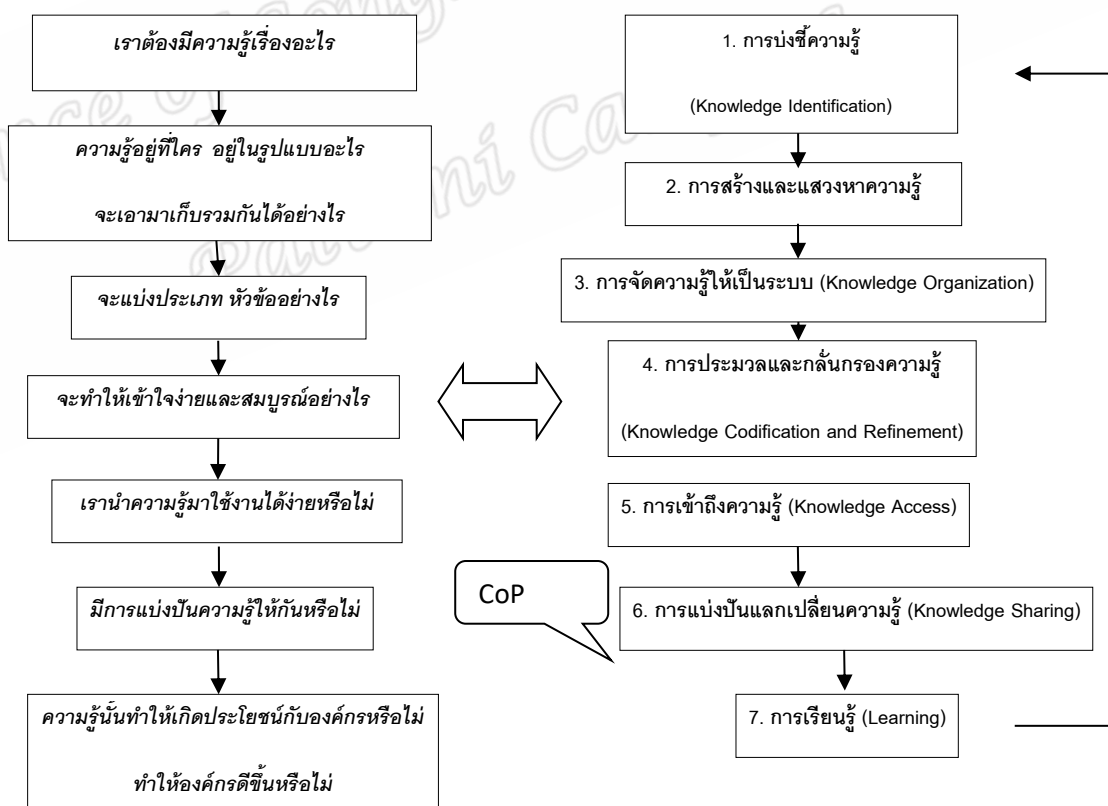 เราต้องมีความรู้เรื่องอะไร
ความรู้อยู่ที่ใคร อยู่ในรูปแบบอะไร
จะเอามาเก็บรวมกันได้อย่างไร
จะแบ่งประเภท หัวข้ออย่างไร
จะทำให้เข้าใจง่ายและสมบูรณ์อย่างไร
เรานำความรู้มาใช้งานได้ง่ายหรือไม่
มีการแบ่งปันความรู้ให้กันหรือไม่
ความรู้นั้นทำให้เกิดประโยชน์กับองค์กรหรือไม่
ทำให้องค์กรดีขึ้นหรือไม่
CoP
1. การบ่งชี้ความรู้
(Knowledge Identification)
2. การสร้างและแสวงหาความรู้
3. การจัดความรู้ให้เป็นระบบ (Knowledge Organization)
4. การประมวลและกลั่นกรองความรู้
(Knowledge Codification and Refinement)
5. การเข้าถึงความรู้ (Knowledge Access)
6. การแบ่งปันแลกเปลี่ยนความรู้ (Knowledge Sharing)
7. การเรียนรู้ (Learning)